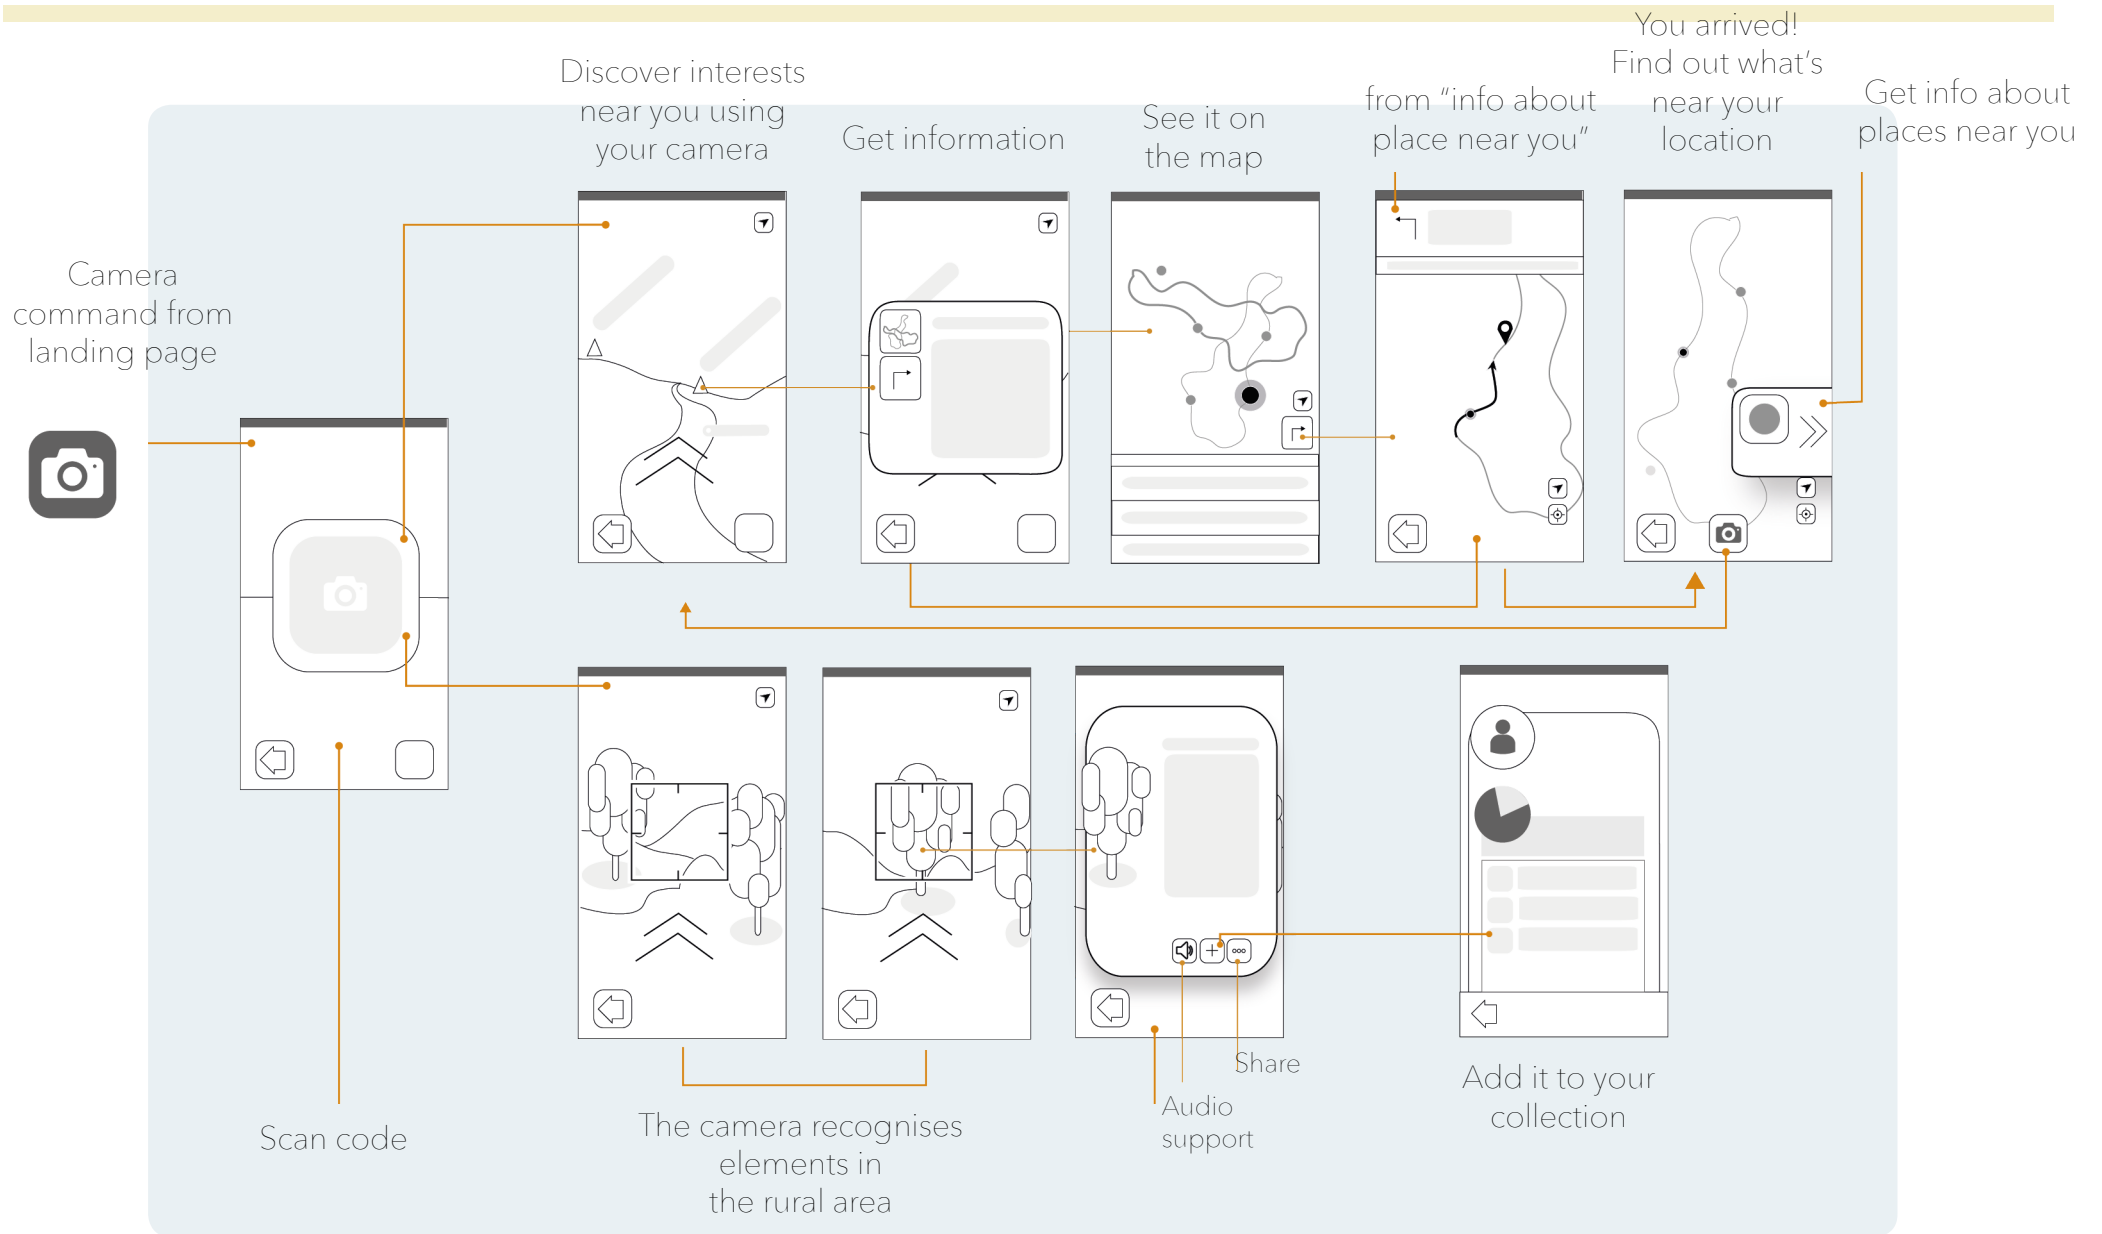 Camera
command from
landing page
Discover interests
near you using
your camera
Get information
See it on
the map
from “info about
place near you”
You arrived!
Find out what’s
near your
location
Get info about
places near you
Scan code
The camera recognises
elements in
the rural area
Audio
support
Share
Add it to your
collection